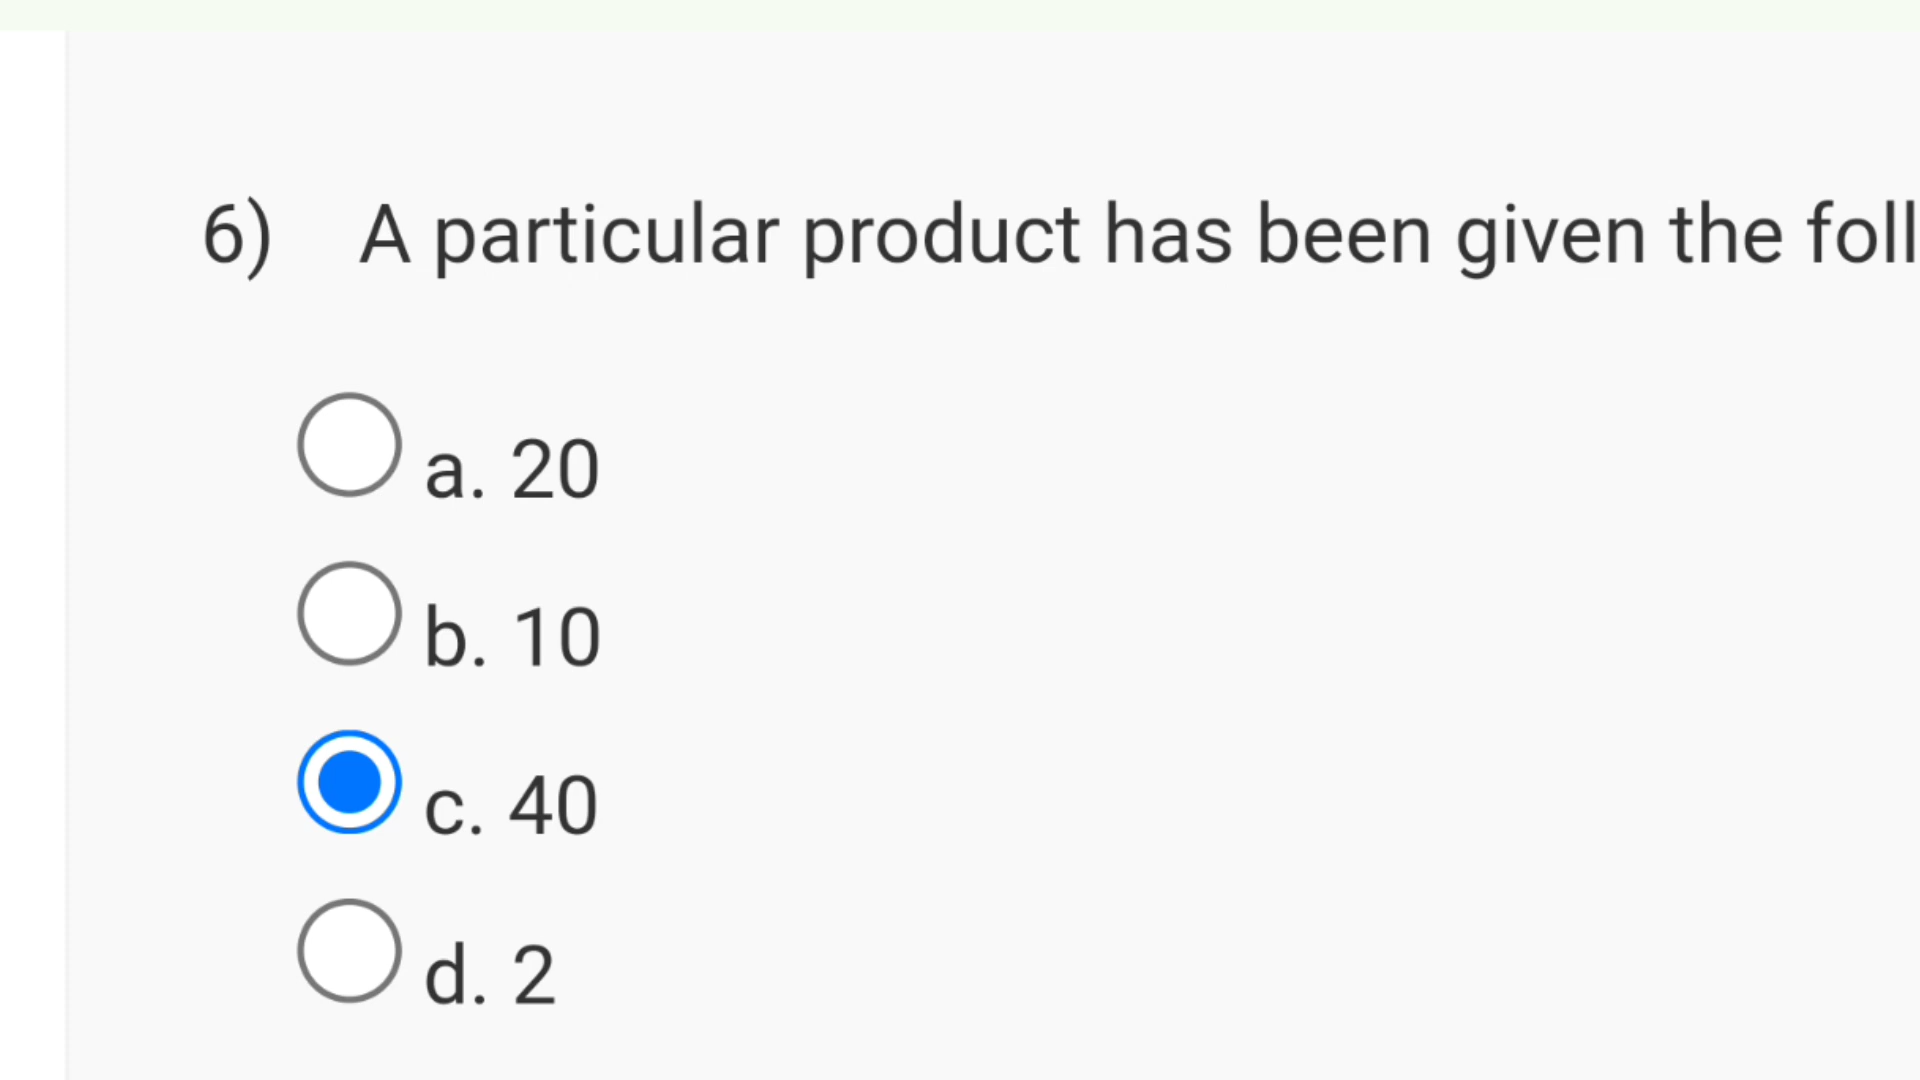 6) A particular product has been given the foll
a. 20
b. 10
c. 40
d. 2